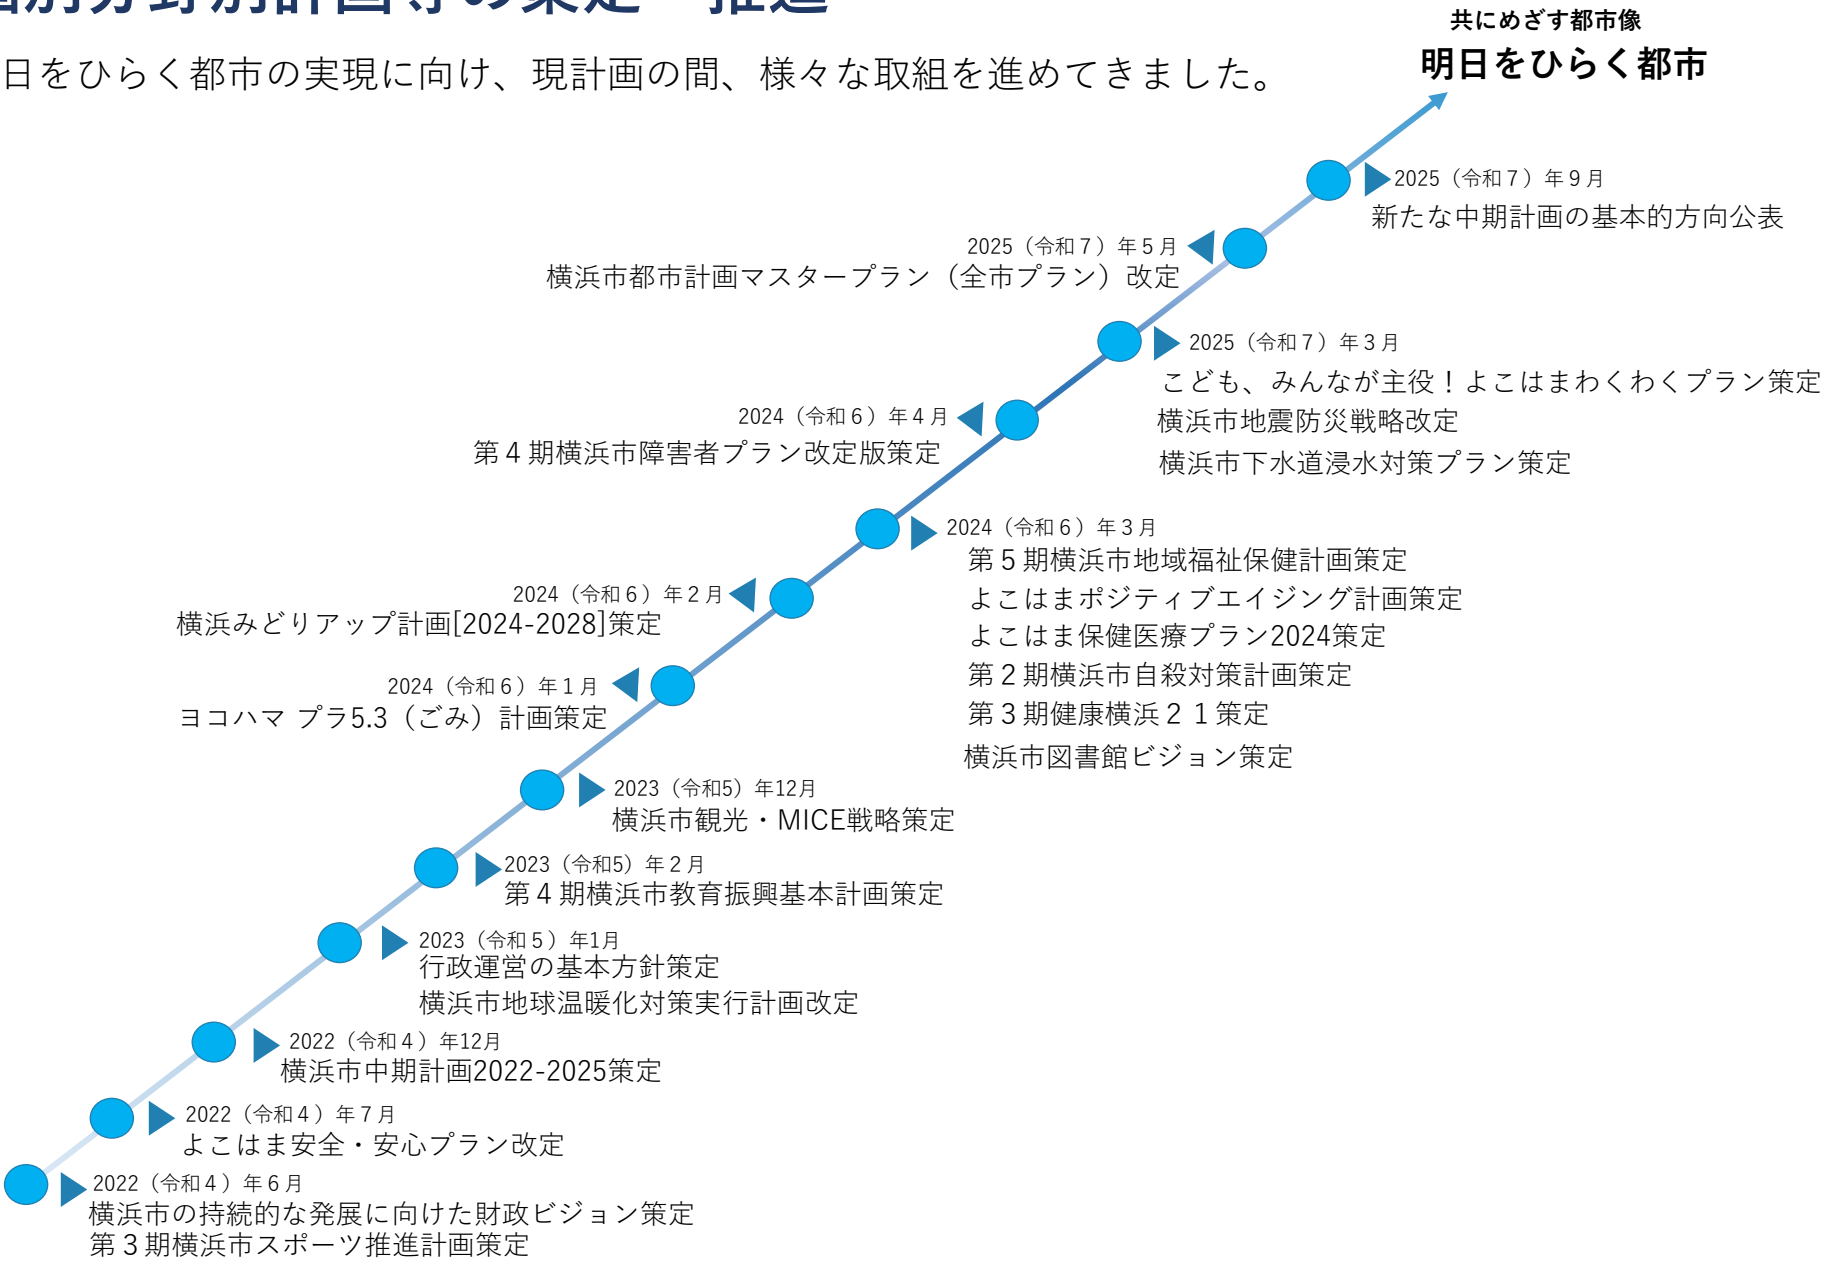 個別分野別計画等の策定・推進
日をひらく都市の実現に向け、現計画の間、様々な取組を進めてきました。
共にめざす都市像
明日をひらく都市
2025（令和７）年９月
新たな中期計画の基本的方向公表
2025（令和７）年５月
横浜市都市計画マスタープラン（全市プラン）改定
2025（令和７）年３月
こども、みんなが主役！よこはまわくわくプラン策定
横浜市地震防災戦略改定
横浜市下水道浸水対策プラン策定
2024（令和６）年４月
第４期横浜市障害者プラン改定版策定
2024（令和６）年３月
第５期横浜市地域福祉保健計画策定
よこはまポジティブエイジング計画策定
よこはま保健医療プラン2024策定
第２期横浜市自殺対策計画策定
第３期健康横浜２１策定
横浜市図書館ビジョン策定
2024（令和６）年２月
横浜みどりアップ計画[2024-2028]策定
2024（令和６）年１月
ヨコハマ プラ5.3（ごみ）計画策定
2023（令和5）年12月
横浜市観光・MICE戦略策定
2023（令和5）年２月
第４期横浜市教育振興基本計画策定
2023（令和５）年1月
行政運営の基本方針策定
横浜市地球温暖化対策実行計画改定
2022（令和４）年12月
横浜市中期計画2022-2025策定
2022（令和４）年７月
よこはま安全・安心プラン改定
2022（令和４）年６月
横浜市の持続的な発展に向けた財政ビジョン策定
第３期横浜市スポーツ推進計画策定